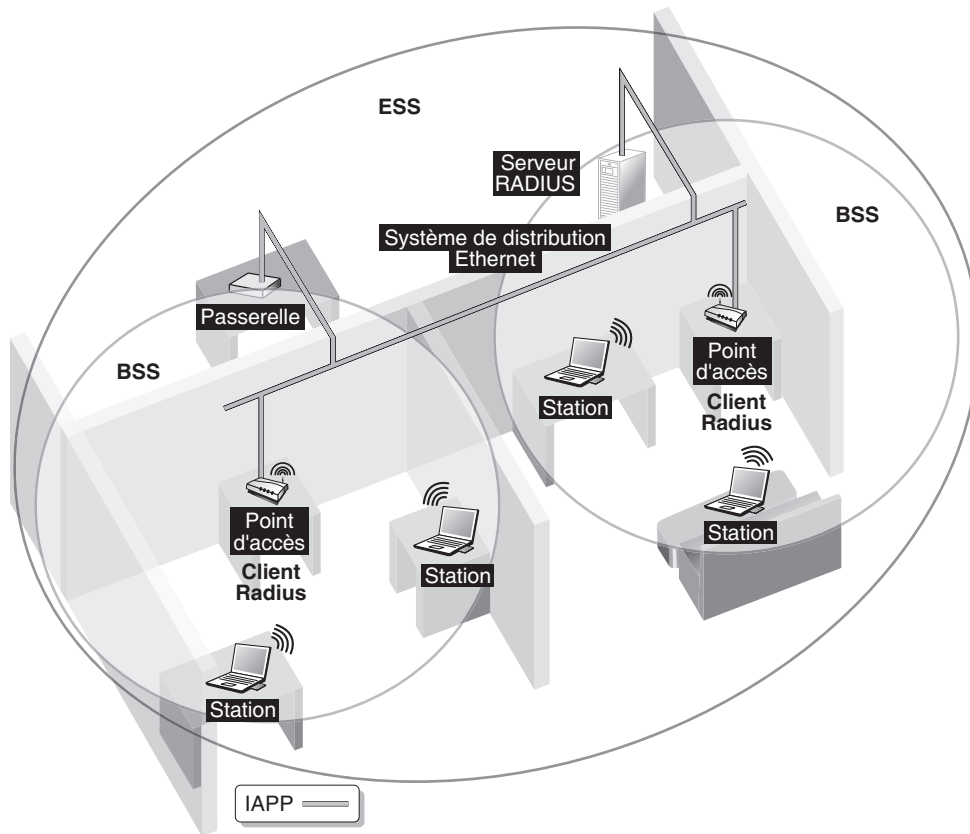 ESS
Serveur
RADIUS
BSS
Système de distribution
Ethernet
Passerelle
BSS
Point
d'accès
Client
Radius
Station
Station
Point
d'accès
Client
Radius
Station
Station
IAPP